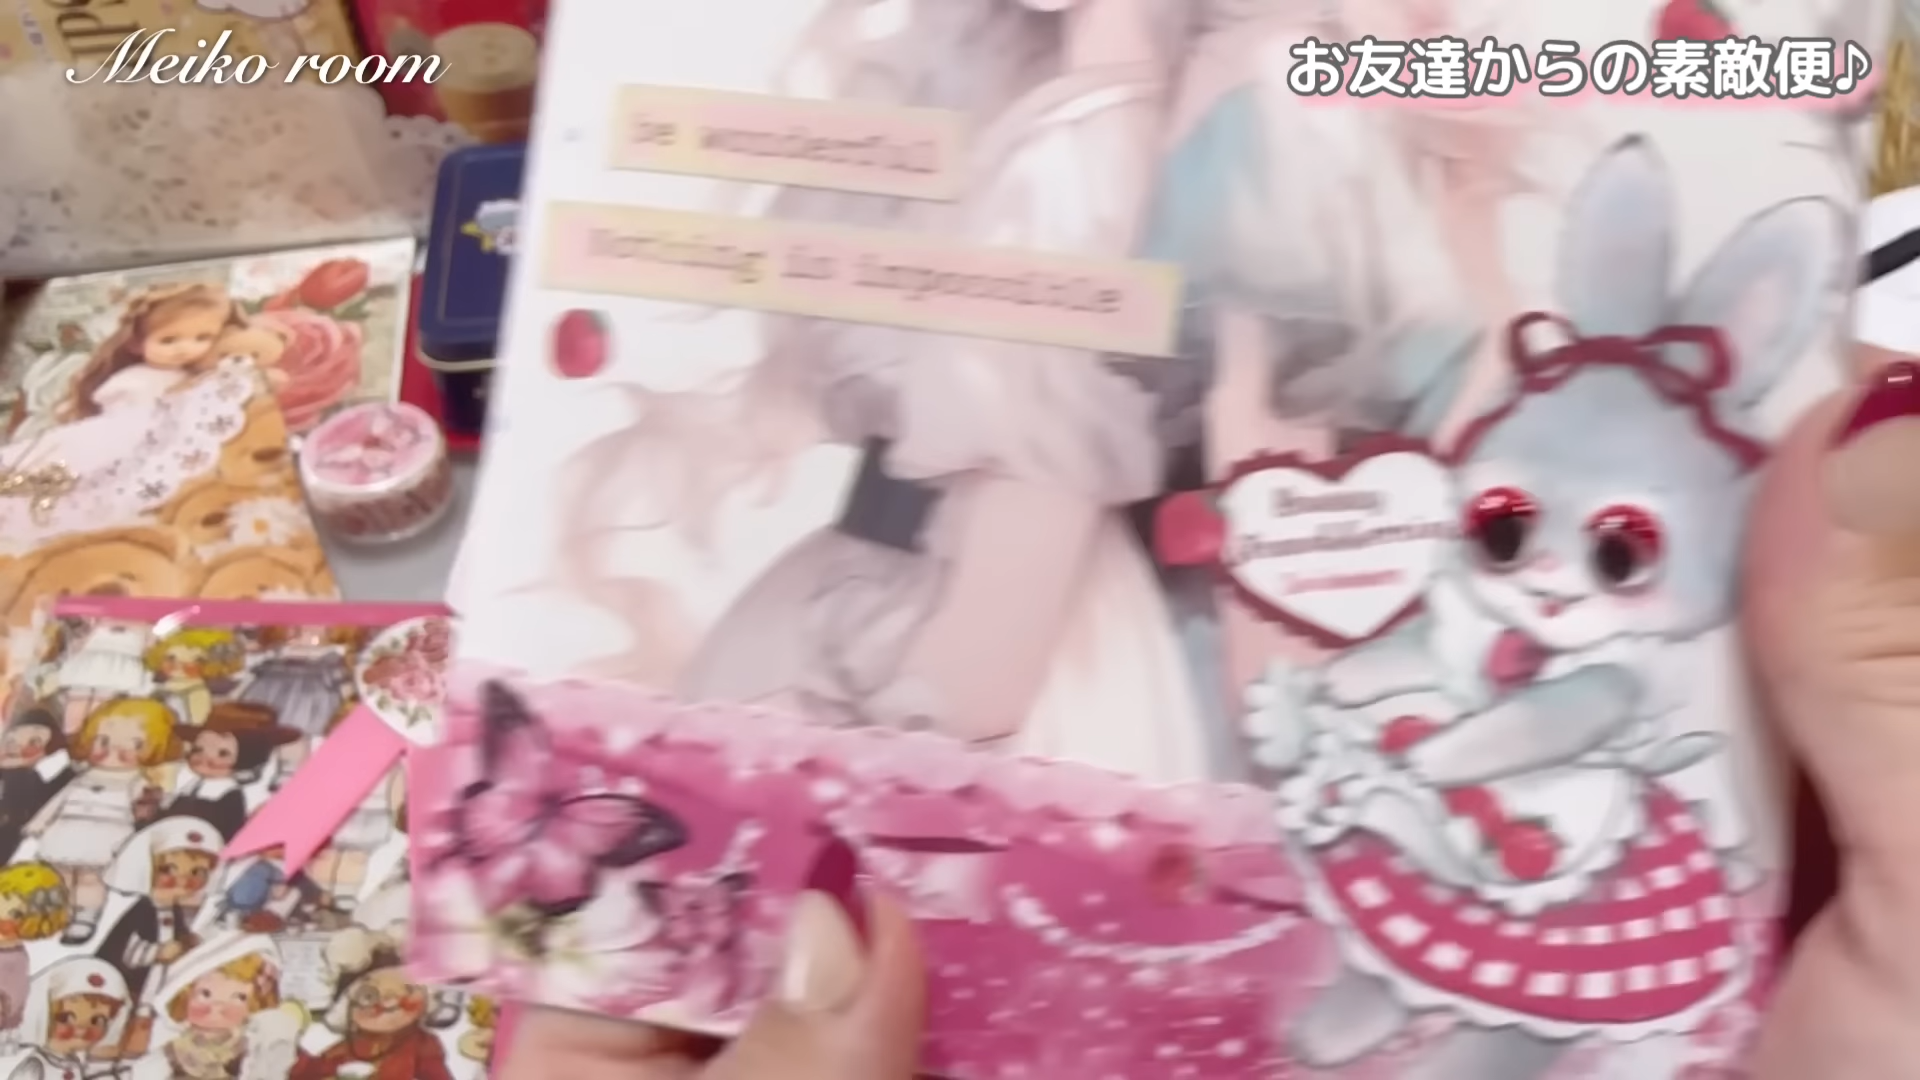 Meiko room
お友達からの素敵便♪
be wonderful
Nothing is impossible